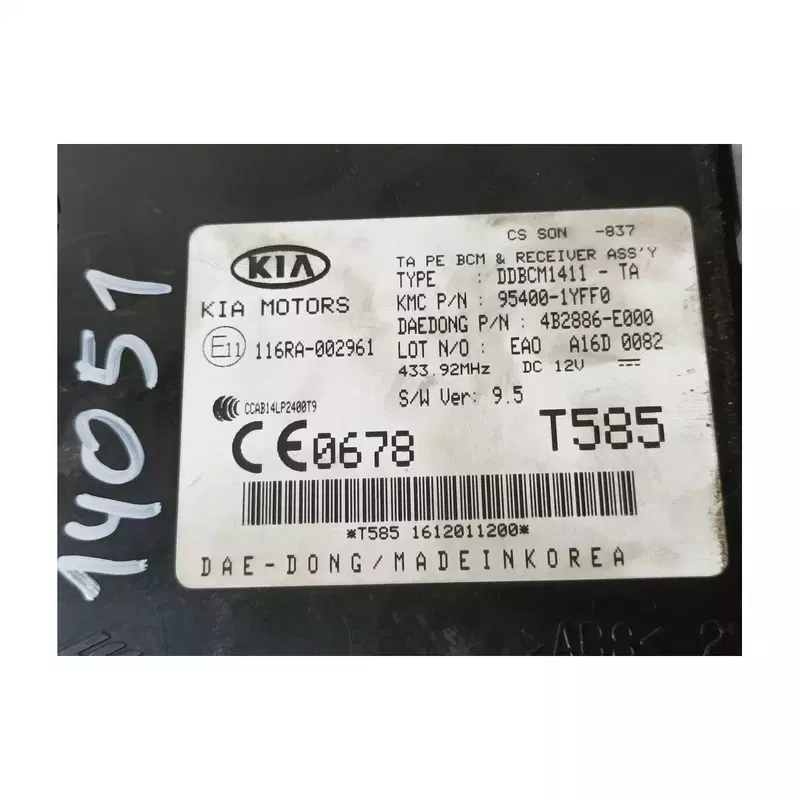 CS SON -837
TA PE BCM & RECEIVER ASS'Y
KIA
TYPE : DDBCM1411 - TA
KIA MOTORS
KMC P/N : 95400-1YFF0
DAEDONG P/N : 4B2886-E000
E11 116RA-002961
LOT N/O : EAO A16D 0082
433.92MHz DC 12V
S/W Ver: 9.5
CCAB14LP2400T9
CE0678
T585
*T585 1612011200*
DAE-DONG/MADEINKOREA
14051
>ABS<